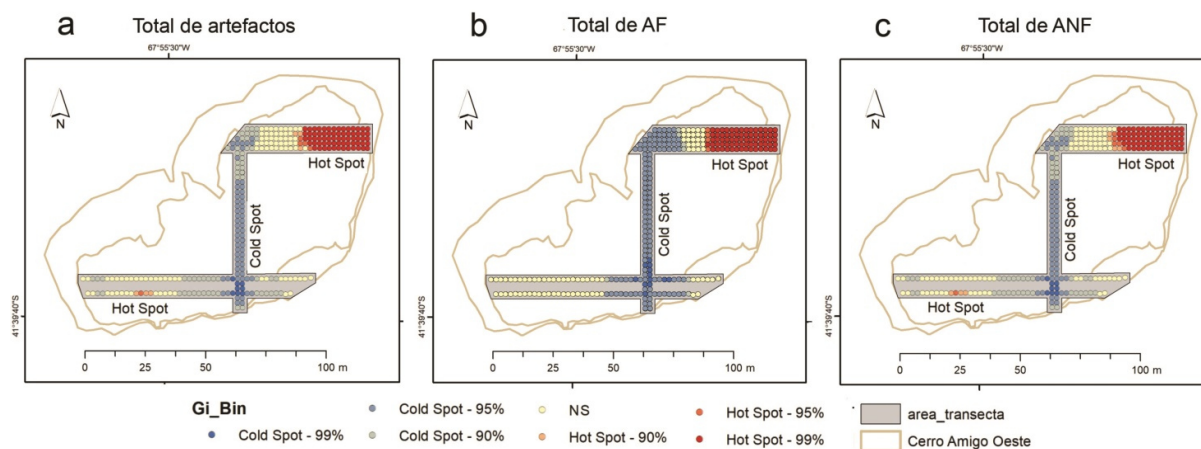 a Total de artefactos
67°55'30"W
N
Hot Spot
Cold Spot
Hot Spot
41°39'40"S
0 25 50 100 m
b Total de AF
67°55'30"W
N
Hot Spot
Cold Spot
41°39'40"S
0 25 50 100 m
c Total de ANF
67°55'30"W
N
Hot Spot
Cold Spot
Hot Spot
41°39'40"S
0 25 50 100 m
Gi_Bin
Cold Spot - 95% NS Hot Spot - 95% area_transecta
Cold Spot - 99% Cold Spot - 90% Hot Spot - 90% Hot Spot - 99% Cerro Amigo Oeste